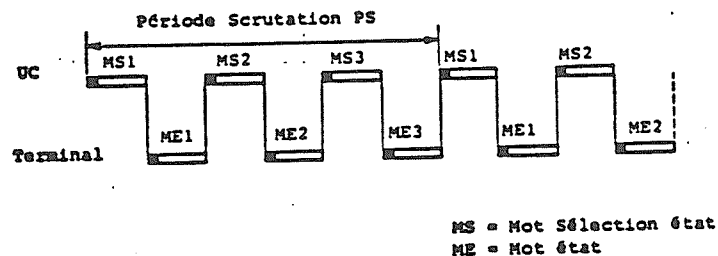 Période Scrutation PS
MS1 MS2 MS3 MS1 MS2
UC
ME1 ME2 ME3 ME1 ME2
Terminal
MS = Mot Sélection état
ME = Mot état